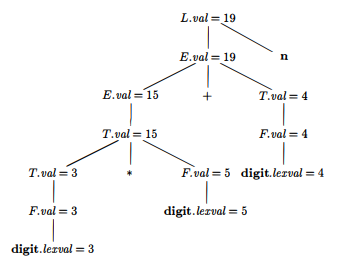 L.val = 19
E.val = 19 n
E.val = 15 + T.val = 4
T.val = 15 F.val = 4
T.val = 3 * F.val = 5 digit.lexval = 4
F.val = 3 digit.lexval = 5
digit.lexval = 3